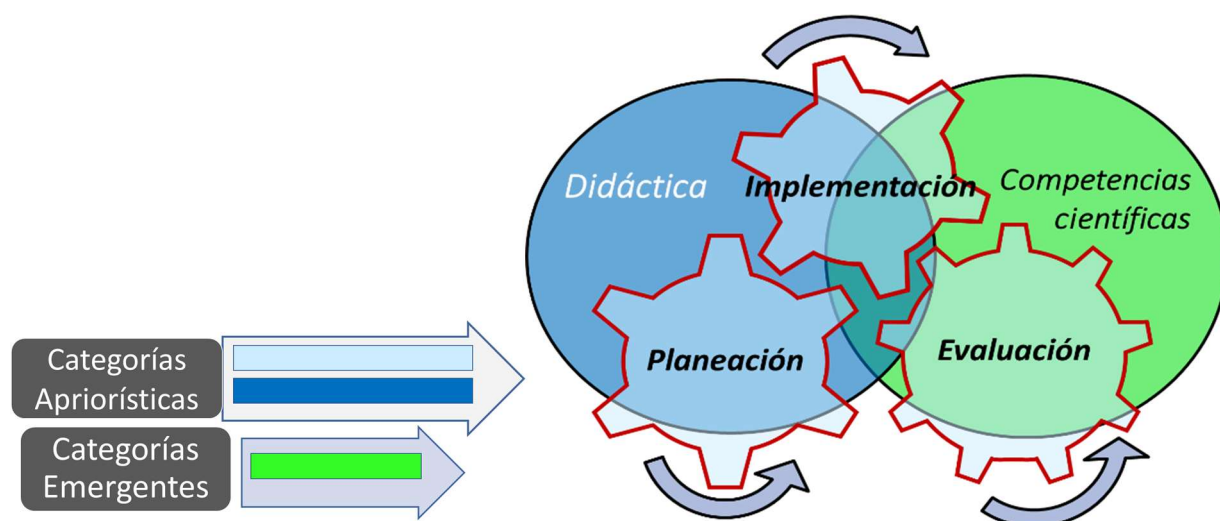 Didáctica
Implementación
Competencias
científicas
Planeación
Evaluación
Categorías
Apriorísticas
Categorías
Emergentes